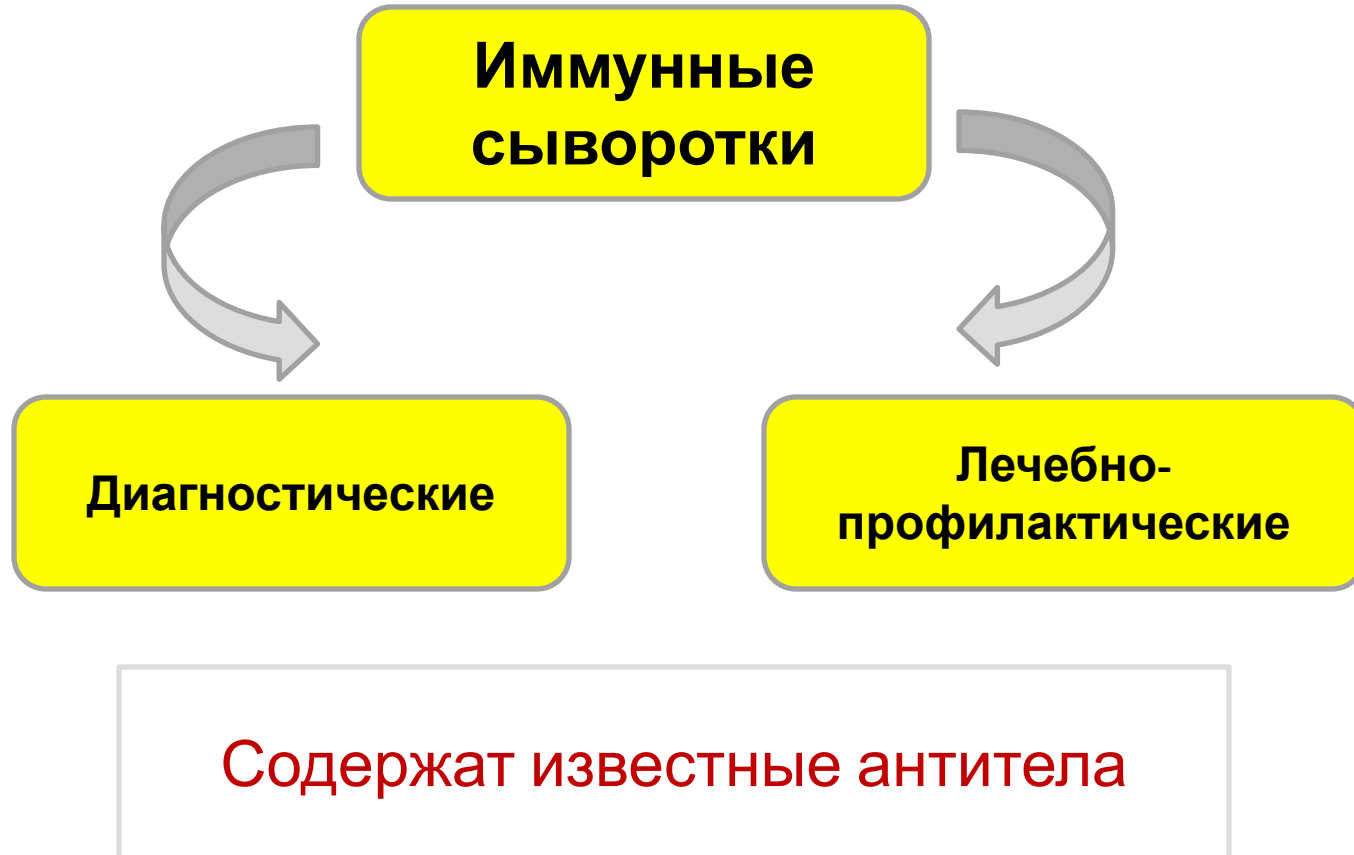 Иммунные
сыворотки
Диагностические
Лечебно-
профилактические
Содержат известные антитела